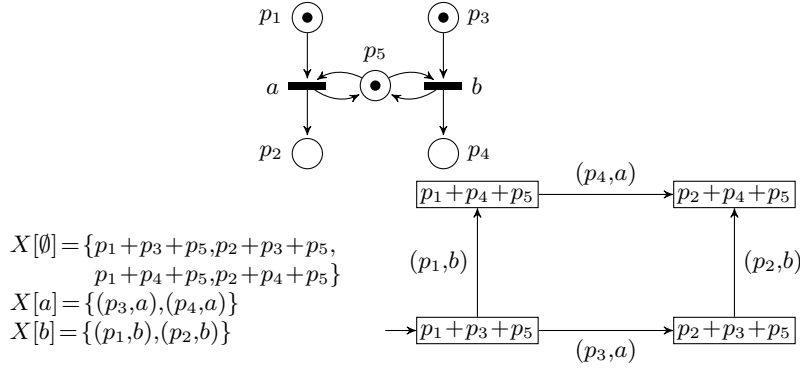 p₁ p₃
p₅
a b
p₂ p₄
(p₄,a)
p₁+p₄+p₅ p₂+p₄+p₅
X[∅]={p₁+p₃+p₅,p₂+p₃+p₅,
p₁+p₄+p₅,p₂+p₄+p₅}
(p₁,b) (p₂,b)
X[a]={(p₃,a),(p₄,a)}
X[b]={(p₁,b),(p₂,b)}
p₁+p₃+p₅ p₂+p₃+p₅
(p₃,a)